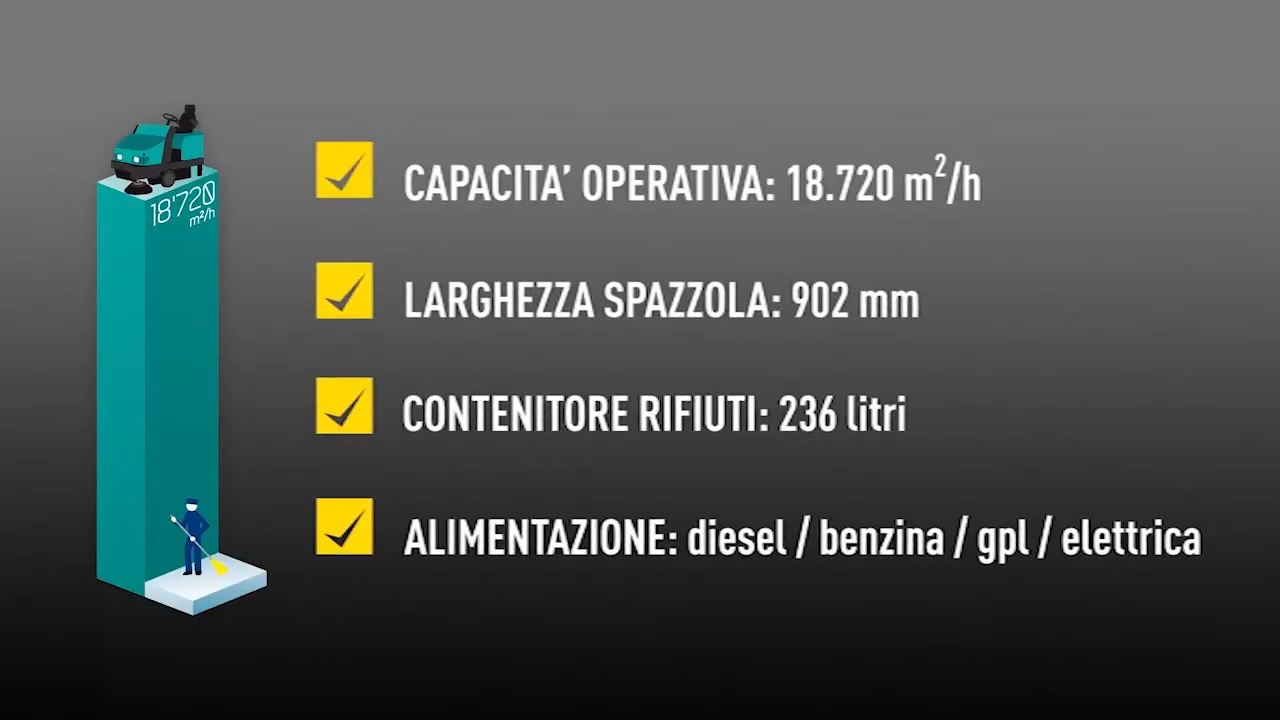 18'720
m²/h
CAPACITA' OPERATIVA: 18.720 m²/h
LARGHEZZA SPAZZOLA: 902 mm
CONTENITORE RIFIUTI: 236 litri
ALIMENTAZIONE: diesel / benzina / gpl / elettrica